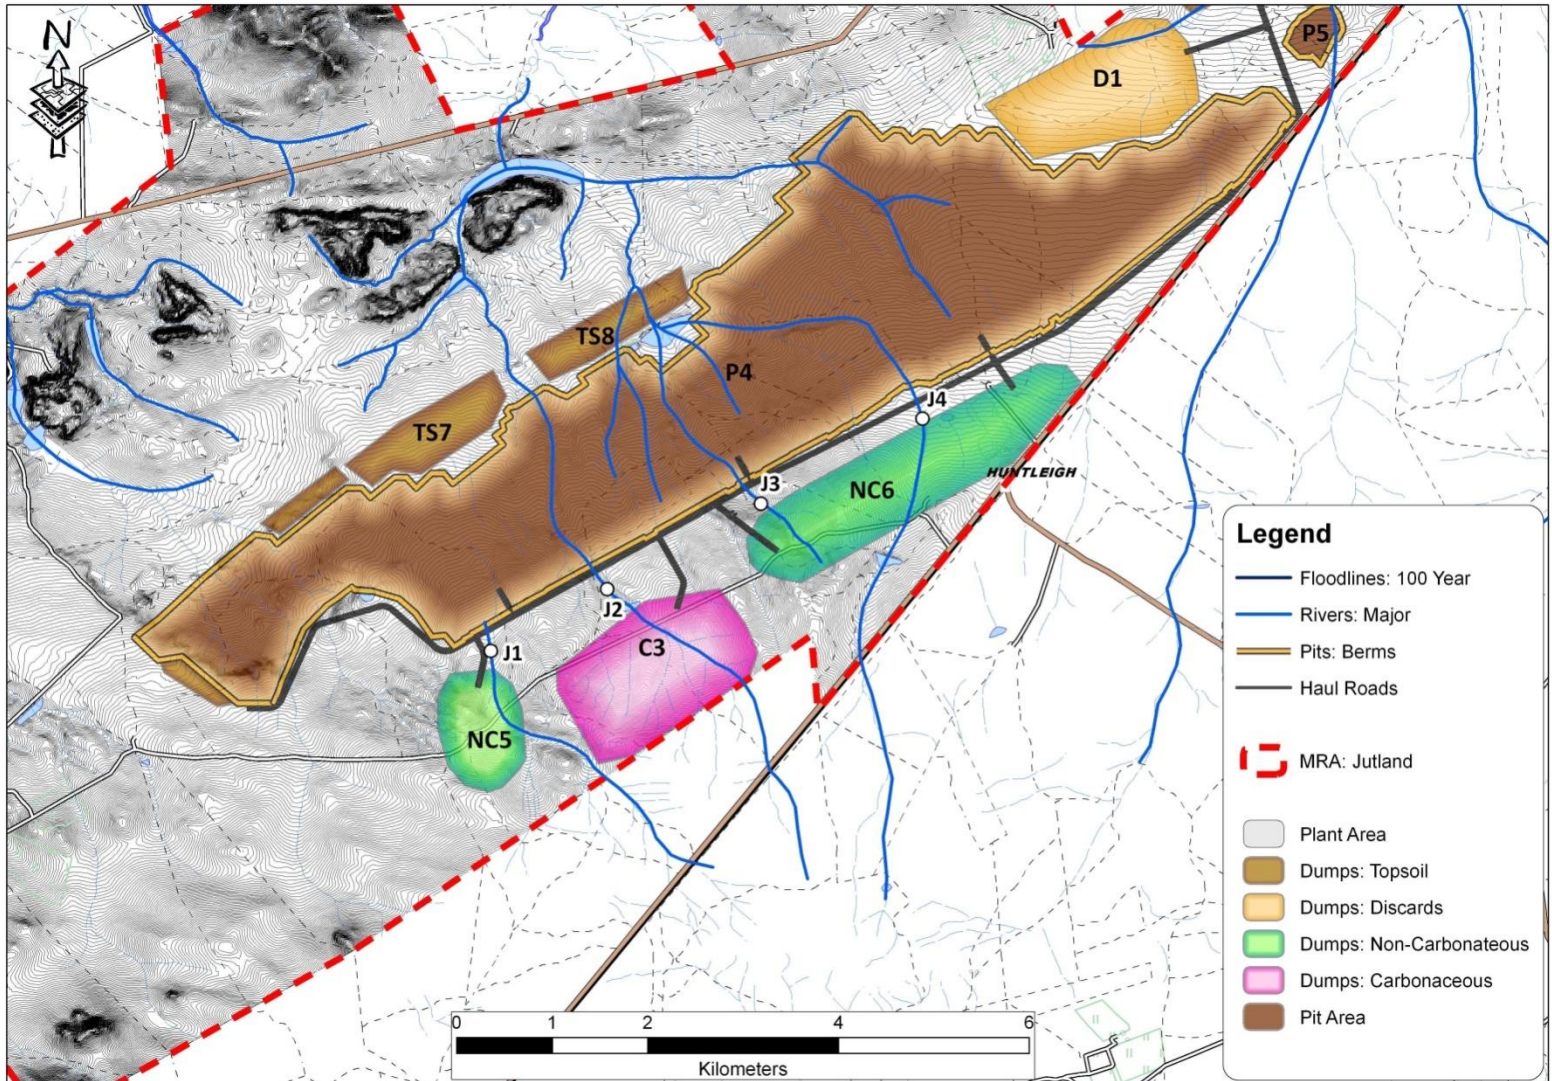 N
P5
D1
TS8
P4
J4
TS7
HUNTLEIGH
NC6
J3
J2
J1
C3
NC5
Legend
Floodlines: 100 Year
Rivers: Major
Pits: Berms
Haul Roads
MRA: Jutland
Plant Area
Dumps: Topsoil
Dumps: Discards
Dumps: Non-Carbonateous
Dumps: Carbonaceous
Pit Area
0 1 2 4 6
Kilometers